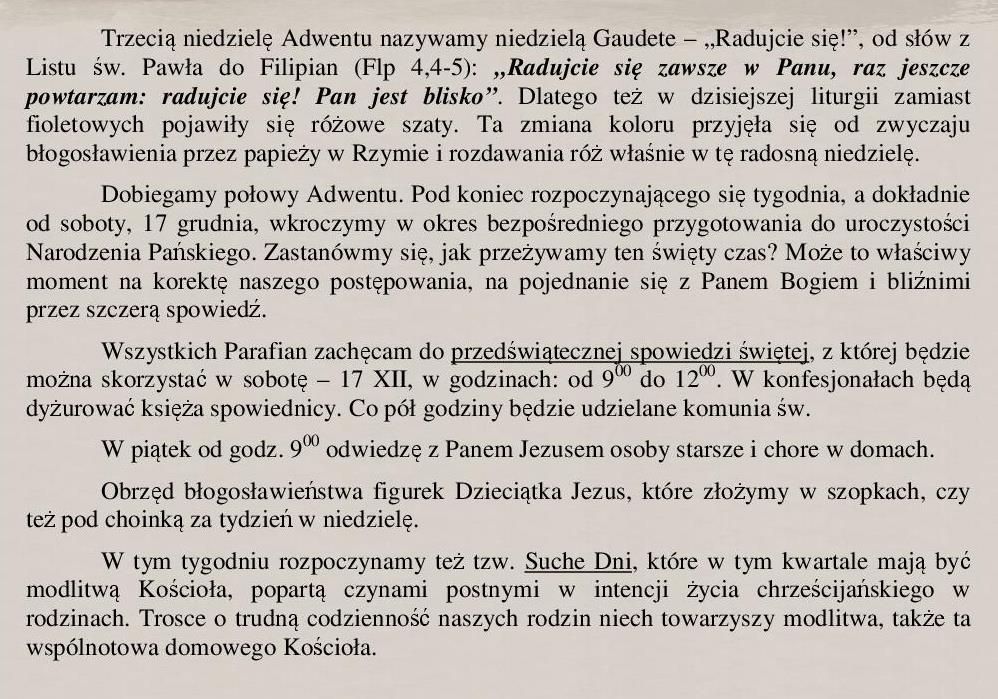 Trzecią niedzielę Adwentu nazywamy niedzielą Gaudete – „Radujcie się!”, od słów z
Listu św. Pawła do Filipian (Flp 4,4-5): „Radujcie się zawsze w Panu, raz jeszcze
powtarzam: radujcie się! Pan jest blisko”. Dlatego też w dzisiejszej liturgii zamiast
fioletowych pojawiły się różowe szaty. Ta zmiana koloru przyjęła się od zwyczaju
błogosławienia przez papieży w Rzymie i rozdawania róż właśnie w tę radosną niedzielę.
Dobiegamy połowy Adwentu. Pod koniec rozpoczynającego się tygodnia, a dokładnie
od soboty, 17 grudnia, wkroczymy w okres bezpośredniego przygotowania do uroczystości
Narodzenia Pańskiego. Zastanówmy się, jak przeżywamy ten święty czas? Może to właściwy
moment na korektę naszego postępowania, na pojednanie się z Panem Bogiem i bliźnimi
przez szczerą spowiedź.
Wszystkich Parafian zachęcam do przedświątecznej spowiedzi świętej, z której będzie
można skorzystać w sobotę – 17 XII, w godzinach: od 9⁰⁰ do 12⁰⁰. W konfesjonałach będą
dyżurować księża spowiednicy. Co pół godziny będzie udzielane komunia św.
W piątek od godz. 9⁰⁰ odwiedzę z Panem Jezusem osoby starsze i chore w domach.
Obrzęd błogosławieństwa figurek Dzieciątka Jezus, które złożymy w szopkach, czy
też pod choinką za tydzień w niedzielę.
W tym tygodniu rozpoczynamy też tzw. Suche Dni, które w tym kwartale mają być
modlitwą Kościoła, popartą czynami postnymi w intencji życia chrześcijańskiego w
rodzinach. Trosce o trudną codzienność naszych rodzin niech towarzyszy modlitwa, także ta
wspólnotowa domowego Kościoła.